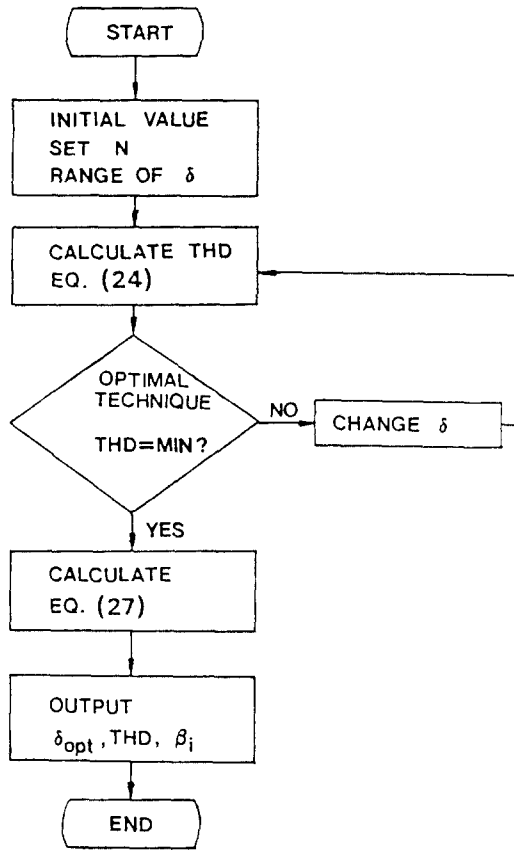 START
INITIAL VALUE
SET N
RANGE OF δ
CALCULATE THD
EQ. (24)
OPTIMAL
TECHNIQUE
THD=MIN?
NO
CHANGE δ
YES
CALCULATE
EQ. (27)
OUTPUT
δopt, THD, βi
END